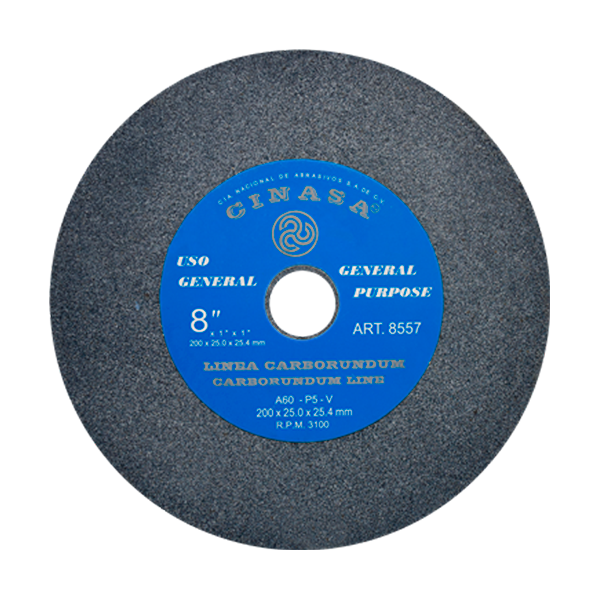 CIA. NACIONAL DE ABRASIVOS S.A. DE C.V.
CINASA
USO
GENERAL
GENERAL
PURPOSE
8"
x 1" x 1"
200 x 25.0 x 25.4 mm
ART. 8557
LINEA CARBORUNDUM
CARBORUNDUM LINE
A60 - P5 - V
200 x 25.0 x 25.4 mm
R.P.M. 3100